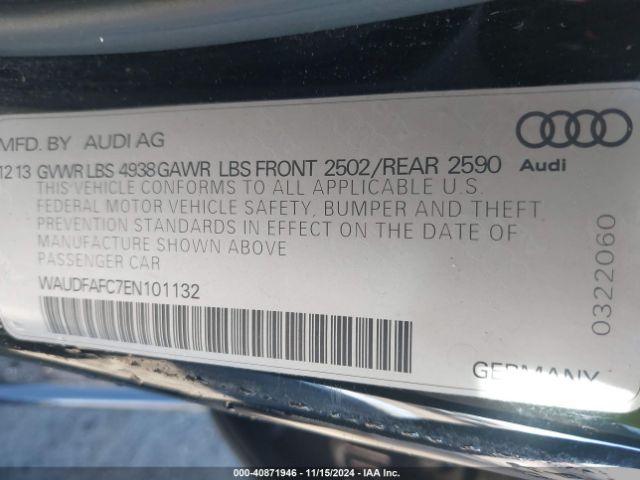 MFD. BY AUDI AG
12 13 GVWR LBS 4938 GAWR LBS FRONT 2502/REAR 2590
Audi
THIS VEHICLE CONFORMS TO ALL APPLICABLE U.S.
FEDERAL MOTOR VEHICLE SAFETY, BUMPER AND THEFT
PREVENTION STANDARDS IN EFFECT ON THE DATE OF
MANUFACTURE SHOWN ABOVE
PASSENGER CAR
WAUDFAFC7EN101132
0322060
GERMANY
000-40871946 - 11/15/2024 - IAA Inc.